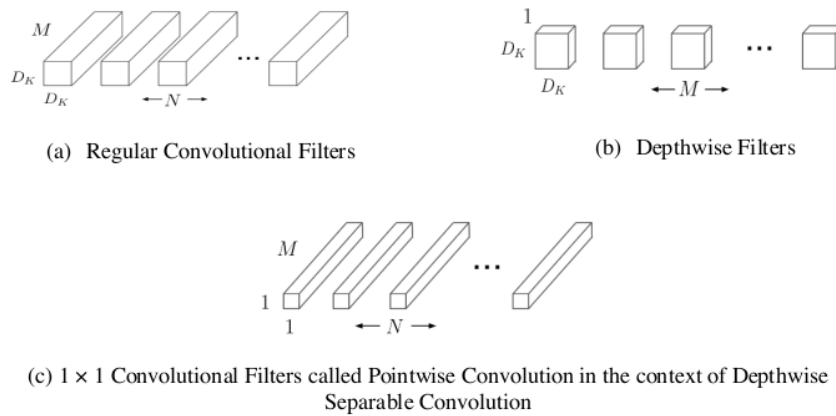 M
D_K
D_K
N
...
(a) Regular Convolutional Filters
1
D_K
D_K
M
...
(b) Depthwise Filters
M
1
1
N
...
(c) 1 × 1 Convolutional Filters called Pointwise Convolution in the context of Depthwise
Separable Convolution